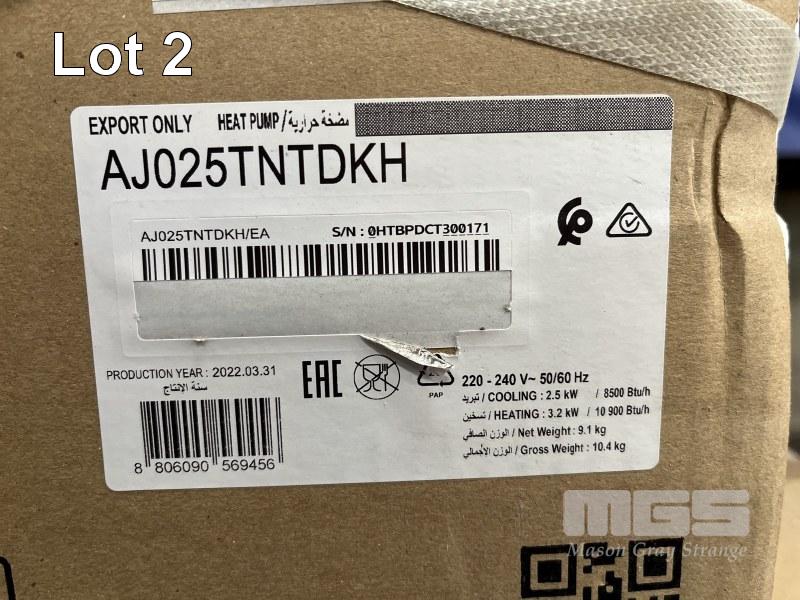 Lot 2
EXPORT ONLY HEAT PUMP / مضخة حرارية
AJ025TNTDKH
AJ025TNTDKH/EA S/N : 0HTBPDCT300171
PRODUCTION YEAR : 2022.03.31
سنة الإنتاج
8 806090 569456
EAC
PAP
220 - 240 V~ 50/60 Hz
تبريد / COOLING : 2.5 kW / 8500 Btu/h
تسخين / HEATING : 3.2 kW / 10 900 Btu/h
الوزن الصافي / Net Weight : 9.1 kg
الوزن الأجمالي / Gross Weight : 10.4 kg
MGS
Mason Gray Strange